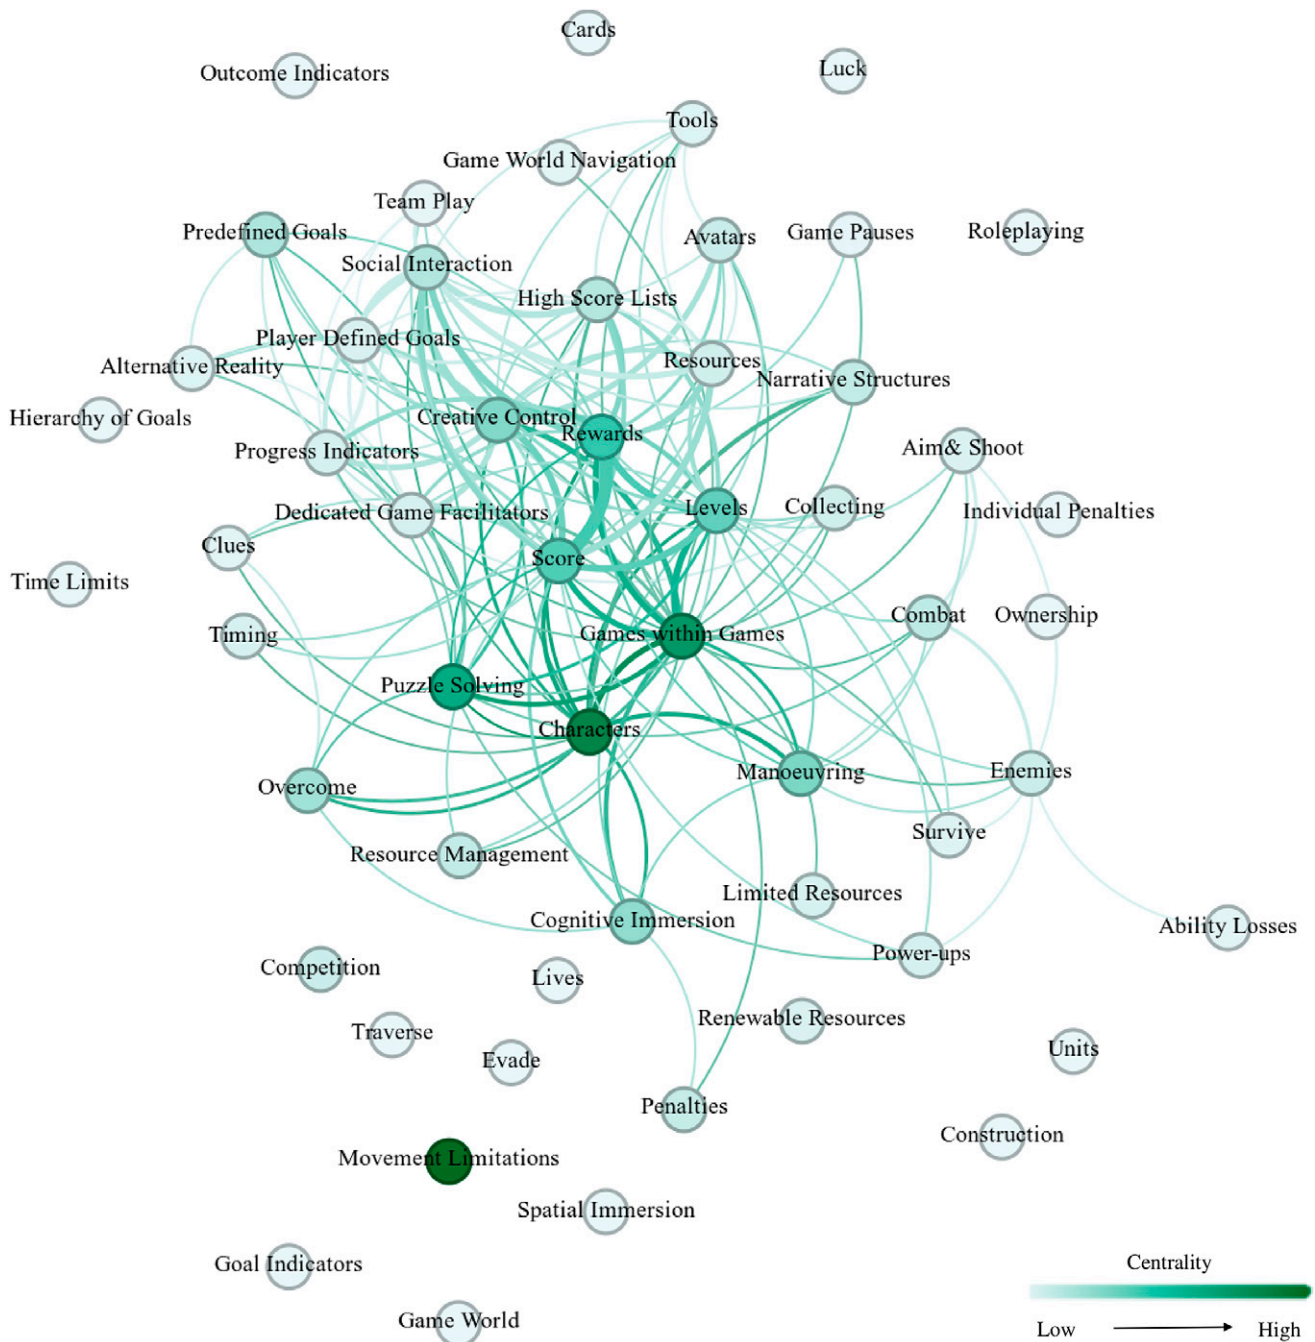 Cards
Outcome Indicators
Luck
Tools
Game World Navigation
Team Play
Predefined Goals
Avatars
Game Pauses
Roleplaying
Social Interaction
High Score Lists
Player Defined Goals
Resources
Alternative Reality
Narrative Structures
Hierarchy of Goals
Creative Control
Rewards
Progress Indicators
Aim& Shoot
Dedicated Game Facilitators
Levels
Collecting
Individual Penalties
Clues
Score
Time Limits
Timing
Games within Games
Combat
Ownership
Puzzle Solving
Characters
Manoeuvring
Enemies
Overcome
Survive
Resource Management
Limited Resources
Cognitive Immersion
Ability Losses
Power-ups
Competition
Lives
Renewable Resources
Traverse
Evade
Units
Penalties
Construction
Movement Limitations
Spatial Immersion
Goal Indicators
Game World
Centrality
Low
High